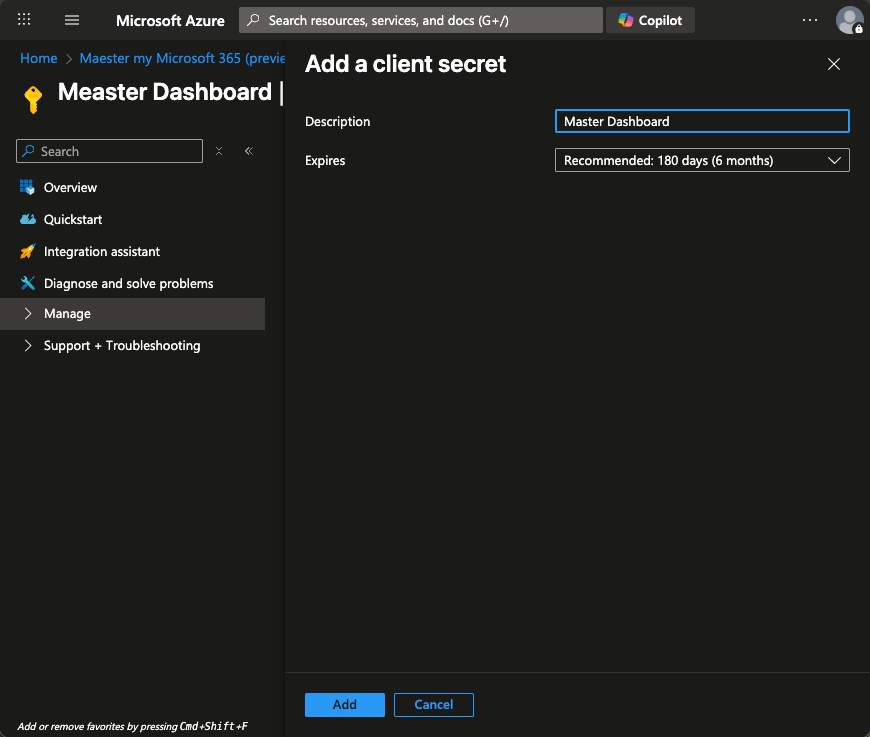 Microsoft Azure
Search resources, services, and docs (G+/)
Copilot
Home > Maester my Microsoft 365 (previe
Measter Dashboard |
Search
Overview
Quickstart
Integration assistant
Diagnose and solve problems
Manage
Support + Troubleshooting
Add or remove favorites by pressing Cmd+Shift+F
Add a client secret
Description
Master Dashboard
Expires
Recommended: 180 days (6 months)
Add
Cancel